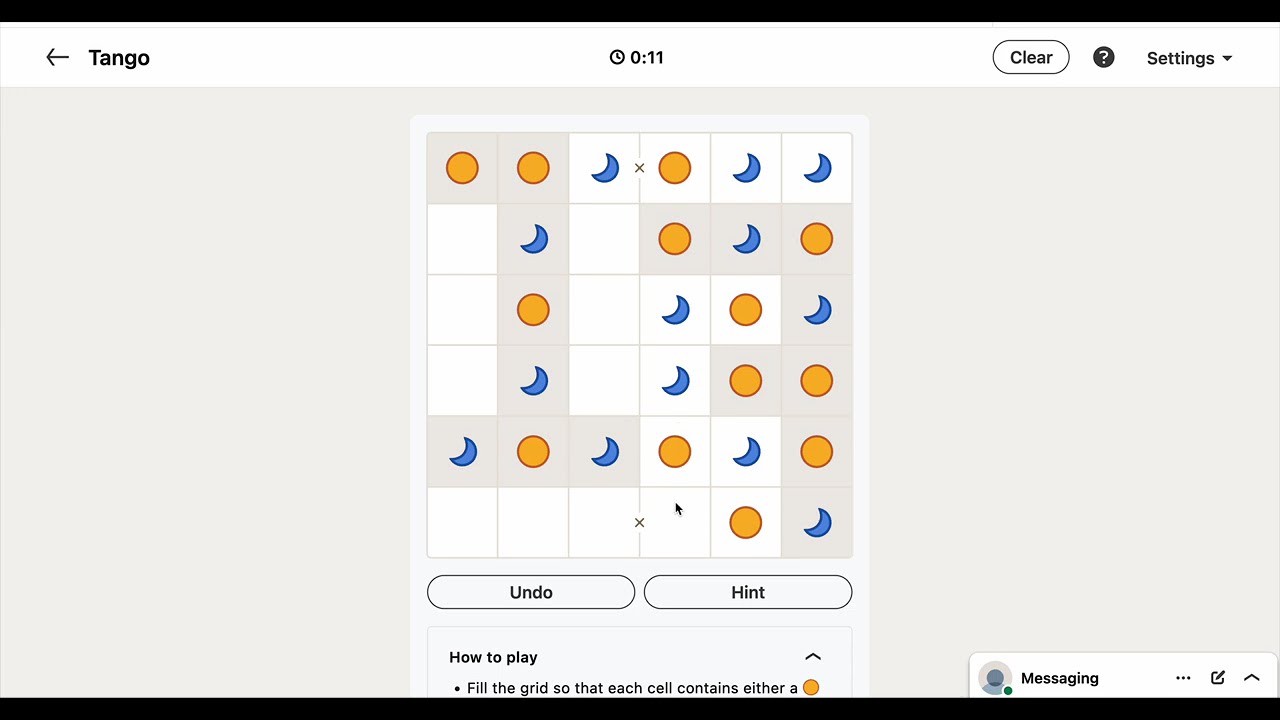 Tango
0:11
Clear
?
Settings
×
×
Undo
Hint
How to play
• Fill the grid so that each cell contains either a
Messaging